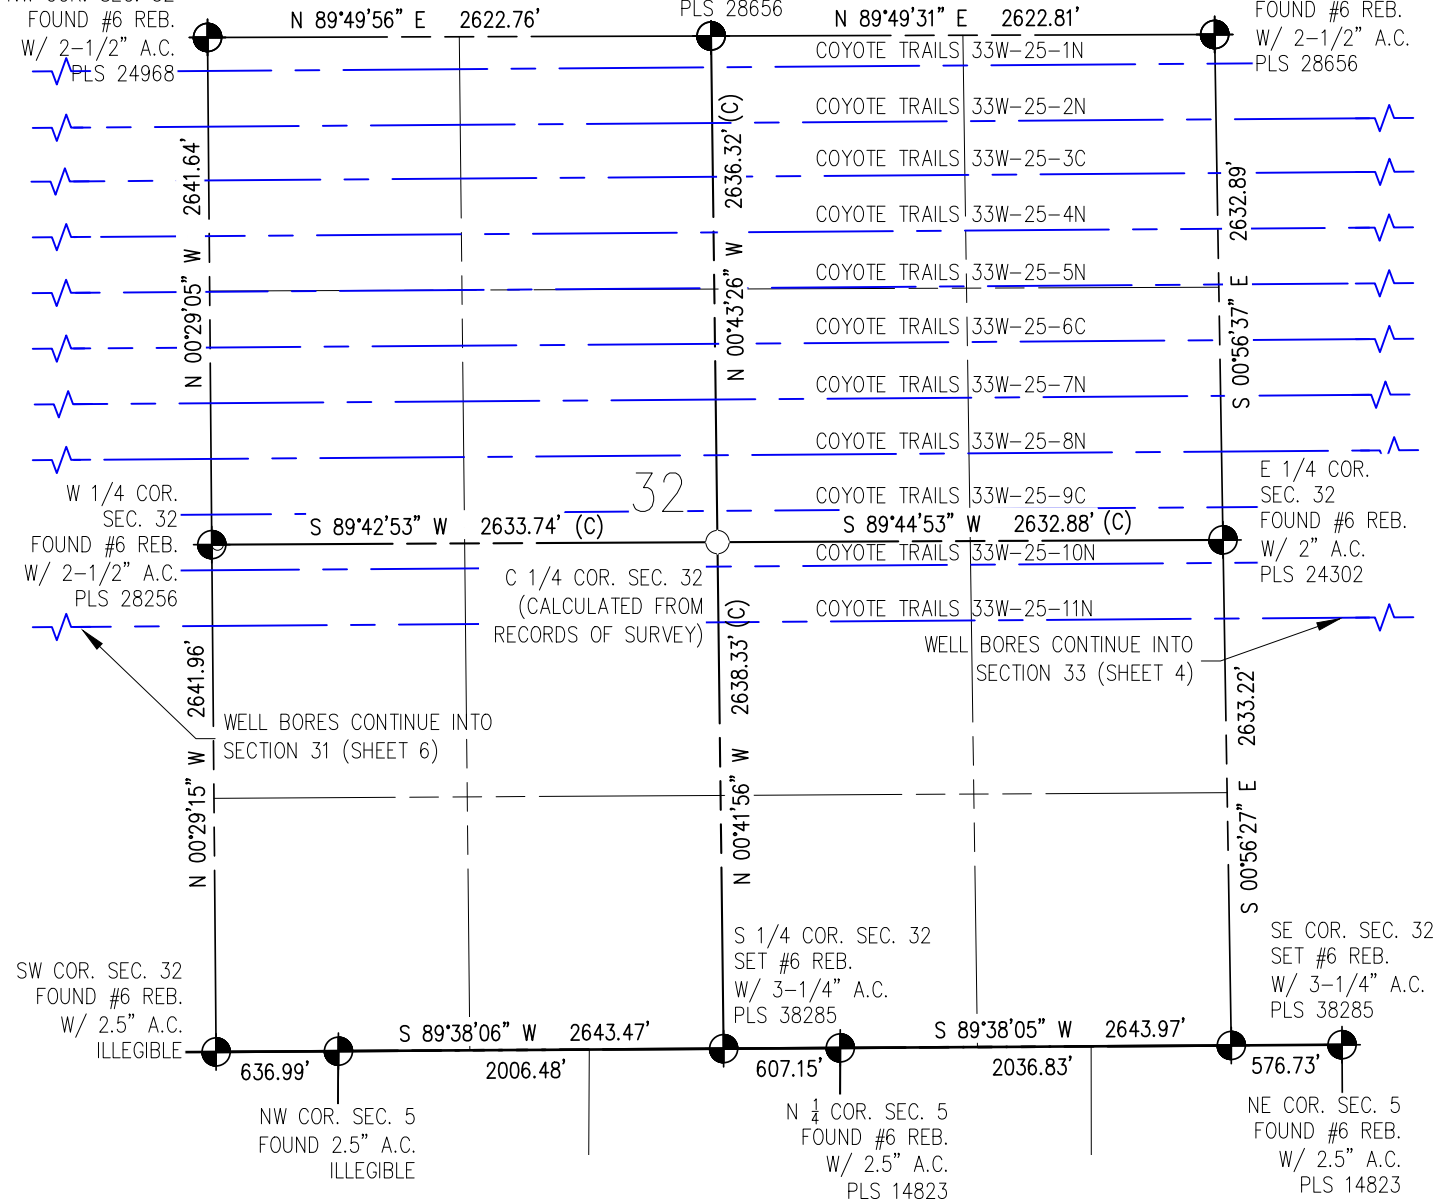 FOUND #6 REB.
W/ 2-1/2" A.C.
PLS 24968
N 89°49'56" E 2622.76'
PLS 28656
N 89°49'31" E 2622.81'
FOUND #6 REB.
W/ 2-1/2" A.C.
PLS 28656
COYOTE TRAILS 33W-25-1N
COYOTE TRAILS 33W-25-2N
COYOTE TRAILS 33W-25-3C
COYOTE TRAILS 33W-25-4N
COYOTE TRAILS 33W-25-5N
COYOTE TRAILS 33W-25-6C
COYOTE TRAILS 33W-25-7N
COYOTE TRAILS 33W-25-8N
COYOTE TRAILS 33W-25-9C
COYOTE TRAILS 33W-25-10N
COYOTE TRAILS 33W-25-11N
N 00°29'05" W 2641.64'
N 00°43'26" W 2636.32' (C)
S 00°56'37" E 2632.89'
32
W 1/4 COR.
SEC. 32
FOUND #6 REB.
W/ 2-1/2" A.C.
PLS 28256
S 89°42'53" W 2633.74' (C)
S 89°44'53" W 2632.88' (C)
E 1/4 COR.
SEC. 32
FOUND #6 REB.
W/ 2" A.C.
PLS 24302
C 1/4 COR. SEC. 32
(CALCULATED FROM
RECORDS OF SURVEY)
WELL BORES CONTINUE INTO
SECTION 33 (SHEET 4)
WELL BORES CONTINUE INTO
SECTION 31 (SHEET 6)
N 00°29'15" W 2641.96'
N 00°41'56" W 2638.33' (C)
S 00°56'27" E 2633.22'
SW COR. SEC. 32
FOUND #6 REB.
W/ 2.5" A.C.
ILLEGIBLE
S 1/4 COR. SEC. 32
SET #6 REB.
W/ 3-1/4" A.C.
PLS 38285
SE COR. SEC. 32
SET #6 REB.
W/ 3-1/4" A.C.
PLS 38285
S 89°38'06" W 2643.47'
S 89°38'05" W 2643.97'
636.99'
2006.48'
607.15'
2036.83'
576.73'
NW COR. SEC. 5
FOUND 2.5" A.C.
ILLEGIBLE
N 1/4 COR. SEC. 5
FOUND #6 REB.
W/ 2.5" A.C.
PLS 14823
NE COR. SEC. 5
FOUND #6 REB.
W/ 2.5" A.C.
PLS 14823